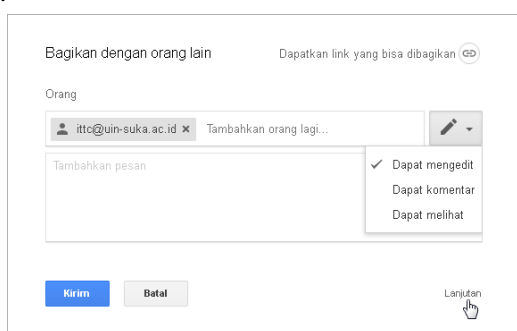 Bagikan dengan orang lain Dapatkan link yang bisa dibagikan
Orang
ittc@uin-suka.ac.id × Tambahkan orang lagi...
Tambahkan pesan
Dapat mengedit
Dapat komentar
Dapat melihat
Kirim Batal Lanjutan